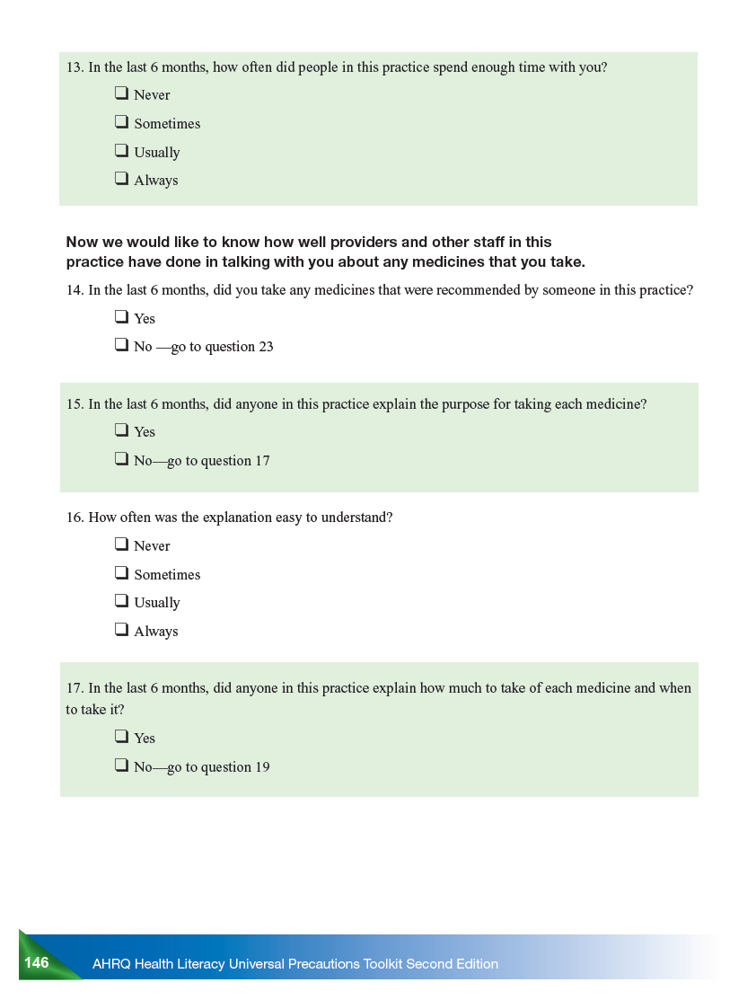 13. In the last 6 months, how often did people in this practice spend enough time with you?
❏ Never
❏ Sometimes
❏ Usually
❏ Always
Now we would like to know how well providers and other staff in this
practice have done in talking with you about any medicines that you take.
14. In the last 6 months, did you take any medicines that were recommended by someone in this practice?
❏ Yes
❏ No —go to question 23
15. In the last 6 months, did anyone in this practice explain the purpose for taking each medicine?
❏ Yes
❏ No—go to question 17
16. How often was the explanation easy to understand?
❏ Never
❏ Sometimes
❏ Usually
❏ Always
17. In the last 6 months, did anyone in this practice explain how much to take of each medicine and when
to take it?
❏ Yes
❏ No—go to question 19
146 AHRQ Health Literacy Universal Precautions Toolkit Second Edition